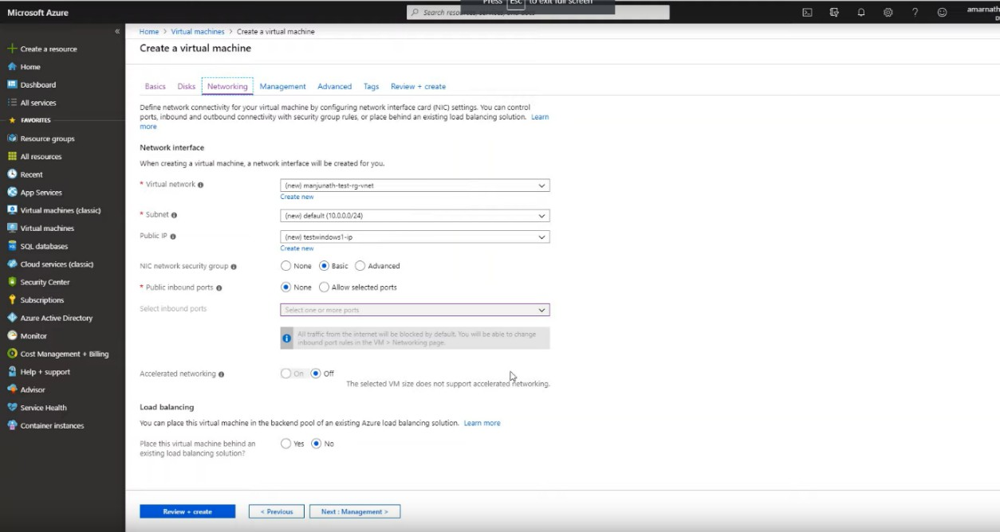 Press Esc to exit full screen
Microsoft Azure
Search resources, services, and docs
amarnath
Home > Virtual machines > Create a virtual machine
Create a virtual machine
Create a resource
Home
Dashboard
All services
FAVORITES
Resource groups
All resources
Recent
App Services
Virtual machines (classic)
Virtual machines
SQL databases
Cloud services (classic)
Security Center
Subscriptions
Azure Active Directory
Monitor
Cost Management + Billing
Help + support
Advisor
Service Health
Container instances
Basics Disks Networking Management Advanced Tags Review + create
Define network connectivity for your virtual machine by configuring network interface card (NIC) settings. You can control
ports, inbound and outbound connectivity with security group rules, or place behind an existing load balancing solution. Learn
more
Network interface
When creating a virtual machine, a network interface will be created for you.
* Virtual network (new) manjunath-test-rg-vnet
Create new
* Subnet (new) default (10.0.0.0/24)
Public IP (new) testwindows1-ip
Create new
NIC network security group None Basic Advanced
* Public inbound ports None Allow selected ports
Select inbound ports Select one or more ports
All traffic from the internet will be blocked by default. You will be able to change
inbound port rules in the VM > Networking page.
Accelerated networking On Off
The selected VM size does not support accelerated networking.
Load balancing
You can place this virtual machine in the backend pool of an existing Azure load balancing solution. Learn more
Place this virtual machine behind an Yes No
existing load balancing solution?
Review + create < Previous Next : Management >